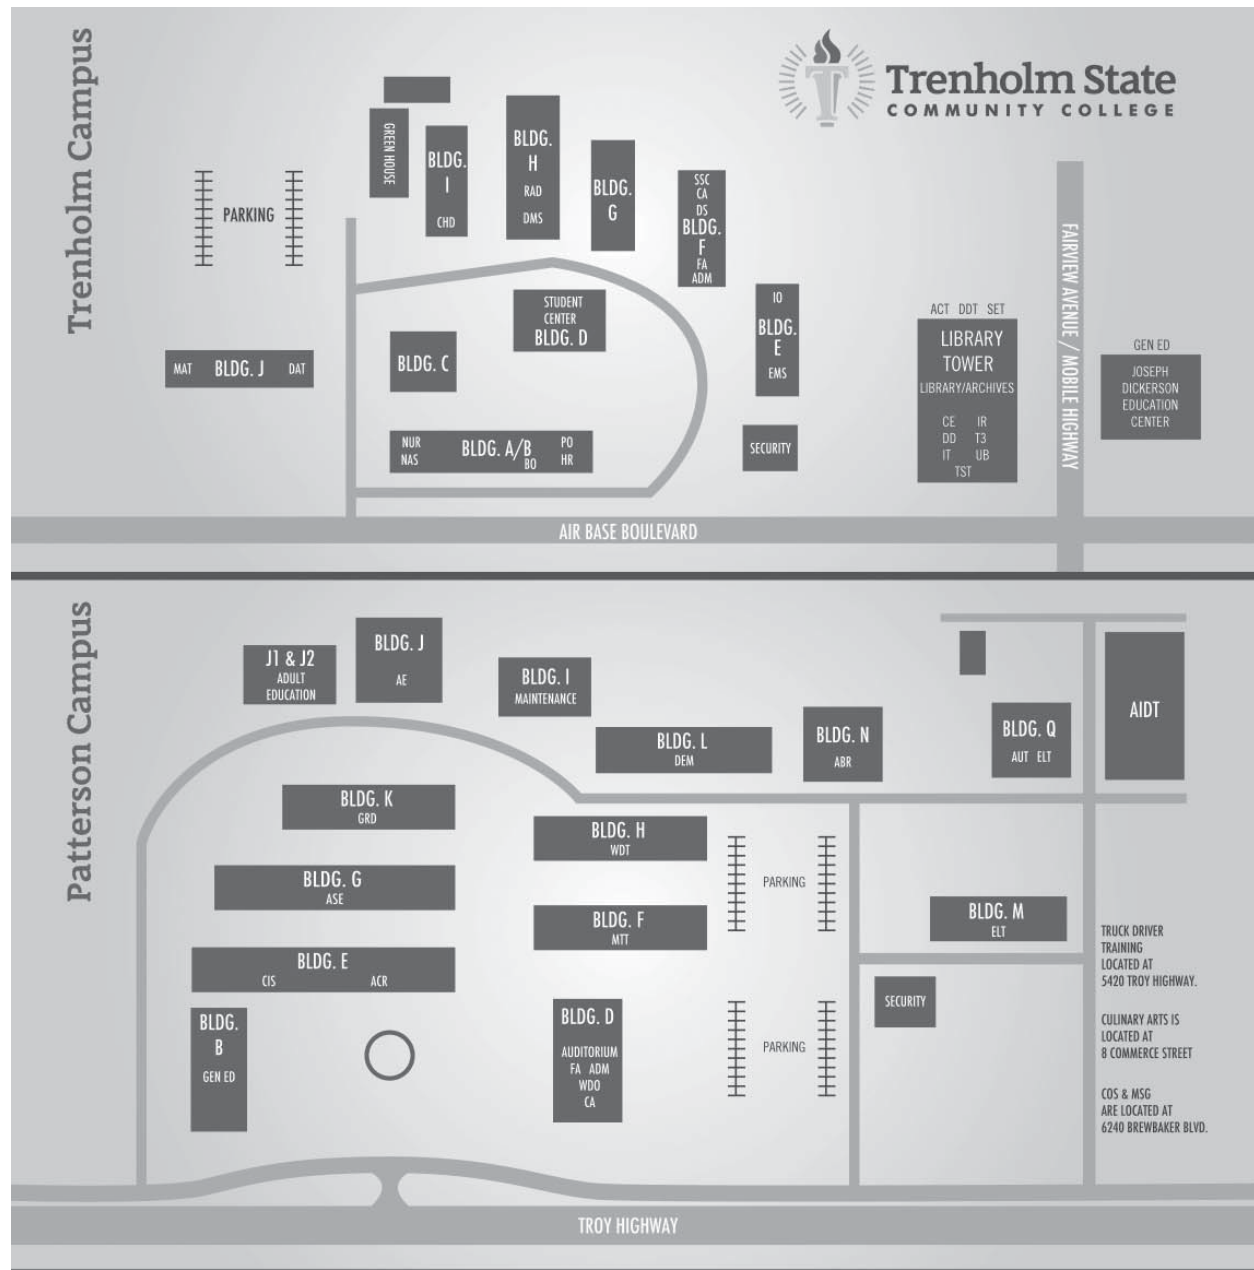 Trenholm Campus
Trenholm State
COMMUNITY COLLEGE
GREEN HOUSE
BLDG.
I
CHD
BLDG.
H
RAD
DMS
BLDG.
G
SSC
CA
DS
BLDG.
F
FA
ADM
PARKING
FAIRVIEW AVENUE / MOBILE HIGHWAY
STUDENT
CENTER
BLDG. D
IO
BLDG.
E
EMS
ACT DDT SET
LIBRARY
TOWER
LIBRARY/ARCHIVES
CE IR
DD T3
IT UB
TST
GEN ED
JOSEPH
DICKERSON
EDUCATION
CENTER
MAT BLDG. J DAT
BLDG. C
NUR
NAS
BLDG. A/B
BO
PO
HR
SECURITY
AIR BASE BOULEVARD
Patterson Campus
J1 & J2
ADULT
EDUCATION
BLDG. J
AE
BLDG. I
MAINTENANCE
BLDG. L
DEM
BLDG. N
ABR
BLDG. Q
AUT ELT
AIDT
BLDG. K
GRD
BLDG. H
WDT
BLDG. G
ASE
PARKING
BLDG. F
MTT
BLDG. M
ELT
BLDG. E
CIS ACR
SECURITY
BLDG.
B
GEN ED
BLDG. D
AUDITORIUM
FA ADM
WDO
CA
PARKING
TRUCK DRIVER
TRAINING
LOCATED AT
5420 TROY HIGHWAY.
CULINARY ARTS IS
LOCATED AT
8 COMMERCE STREET
COS & MSG
ARE LOCATED AT
6240 BREWBAKER BLVD.
TROY HIGHWAY